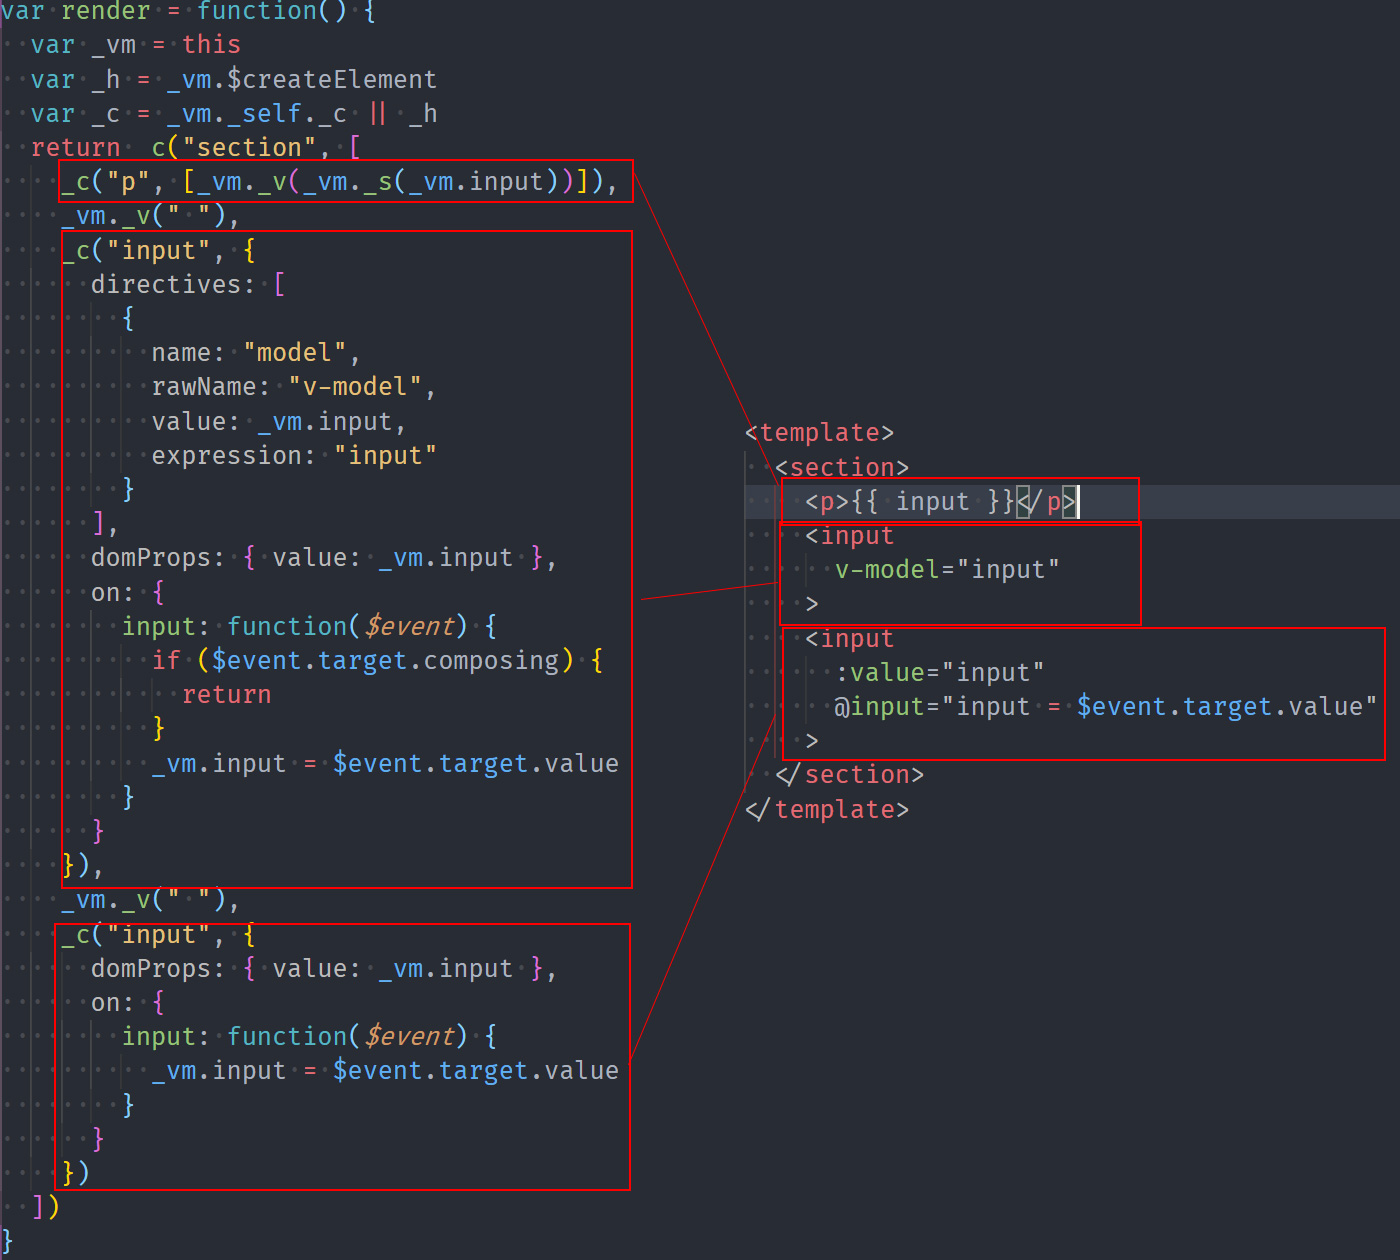 var render = function() {
  var _vm = this
  var _h = _vm.$createElement
  var _c = _vm._self._c || _h
  return _c("section", [
    _c("p", [_vm._v(_vm._s(_vm.input))]),
    _vm._v(" "),
    _c("input", {
      directives: [
        {
          name: "model",
          rawName: "v-model",
          value: _vm.input,
          expression: "input"
        }
      ],
      domProps: { value: _vm.input },
      on: {
        input: function($event) {
          if ($event.target.composing) {
            return
          }
          _vm.input = $event.target.value
        }
      }
    }),
    _vm._v(" "),
    _c("input", {
      domProps: { value: _vm.input },
      on: {
        input: function($event) {
          _vm.input = $event.target.value
        }
      }
    })
  ])
}
<template>
  <section>
    <p>{{ input }}</p>
    <input
      v-model="input"
    >
    <input
      :value="input"
      @input="input = $event.target.value"
    >
  </section>
</template>